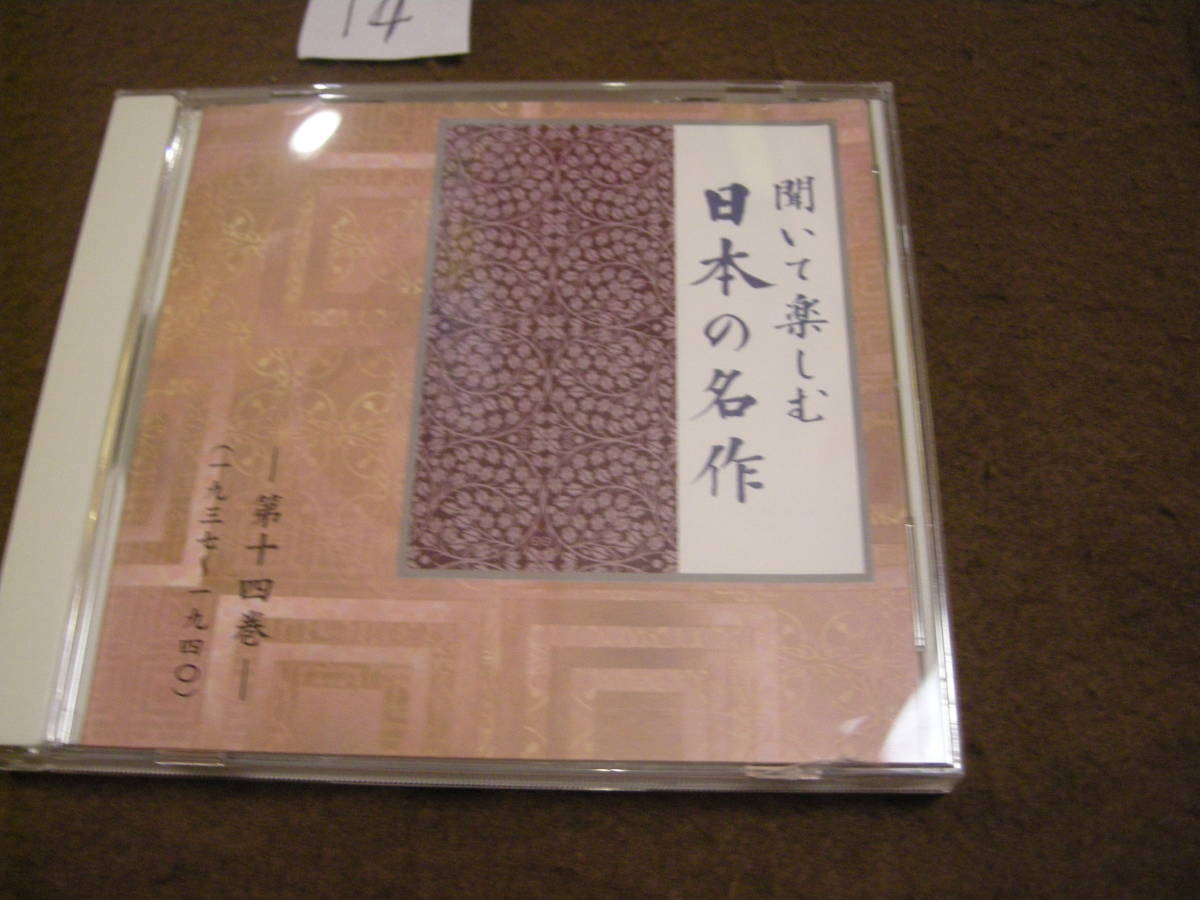 14
聞いて楽しむ
日本の名作
―第十四巻―
(一九三七～一九四〇)